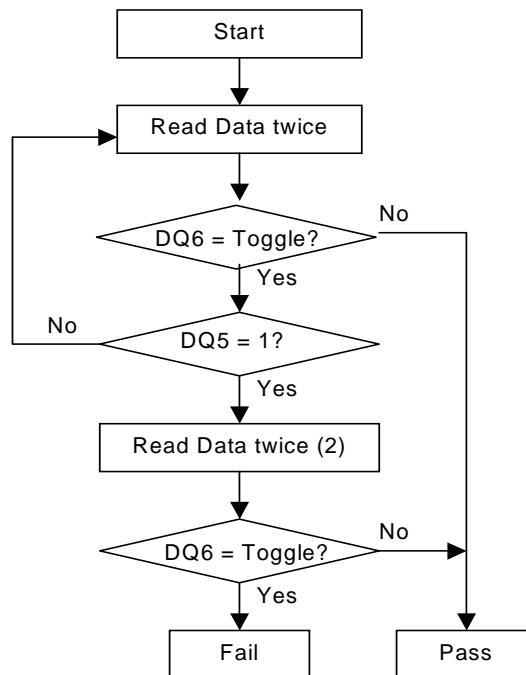 Start
Read Data twice
No
DQ6 = Toggle?
Yes
No
DQ5 = 1?
Yes
Read Data twice (2)
No
DQ6 = Toggle?
Yes
Fail
Pass